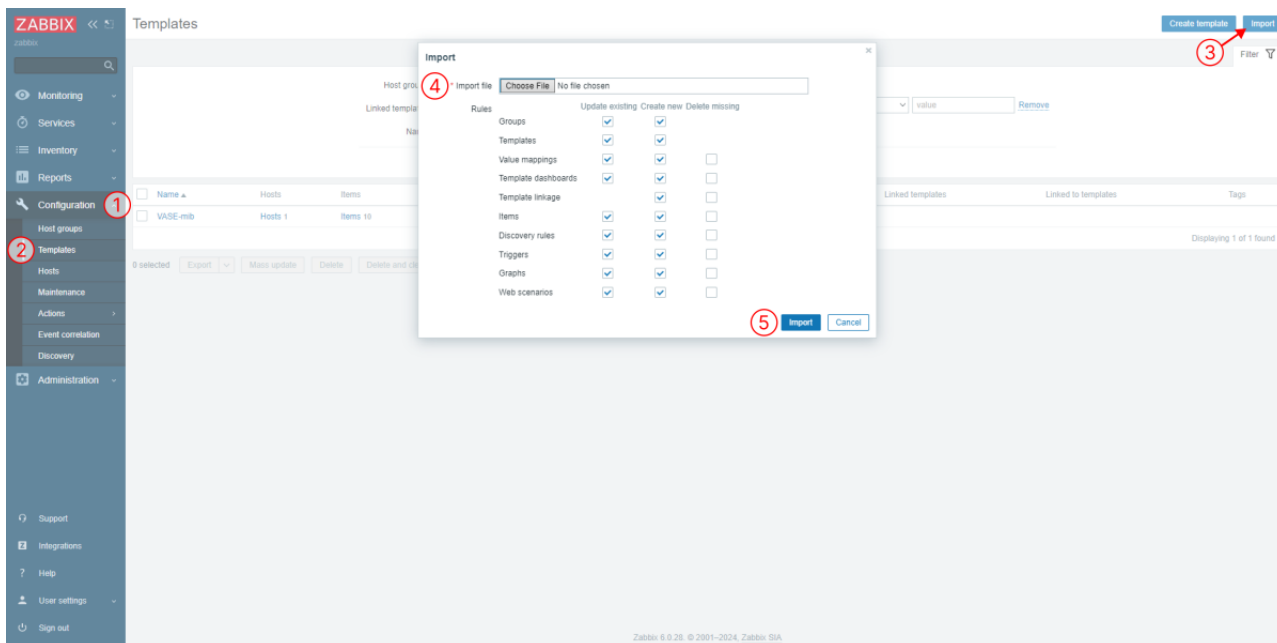 ZABBIX
zabbix
Monitoring
Services
Inventory
Reports
Configuration 1
Host groups
2 Templates
Hosts
Maintenance
Actions
Event correlation
Discovery
Administration
Support
Integrations
Help
User settings
Sign out
Templates
Create template Import
3
Filter
Host grou
Linked templa
Na
value Remove
Name Hosts Items Linked templates Linked to templates Tags
VASE-mib Hosts 1 Items 10
Displaying 1 of 1 found
0 selected Export Mass update Delete Delete and cl
Import
4 * Import file Choose File No file chosen
Rules Update existing Create new Delete missing
Groups
Templates
Value mappings
Template dashboards
Template linkage
Items
Discovery rules
Triggers
Graphs
Web scenarios
5 Import Cancel
Zabbix 6.0.28. © 2001–2024, Zabbix SIA